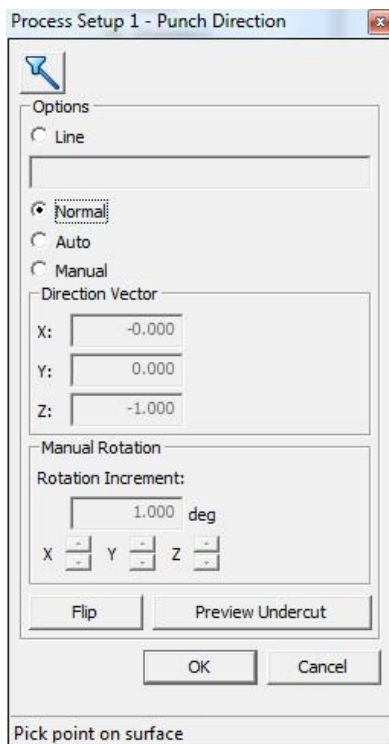 Process Setup 1 - Punch Direction
Options
Line
Normal
Auto
Manual
Direction Vector
X: -0.000
Y: 0.000
Z: -1.000
Manual Rotation
Rotation Increment:
1.000 deg
X Y Z
Flip Preview Undercut
OK Cancel
Pick point on surface